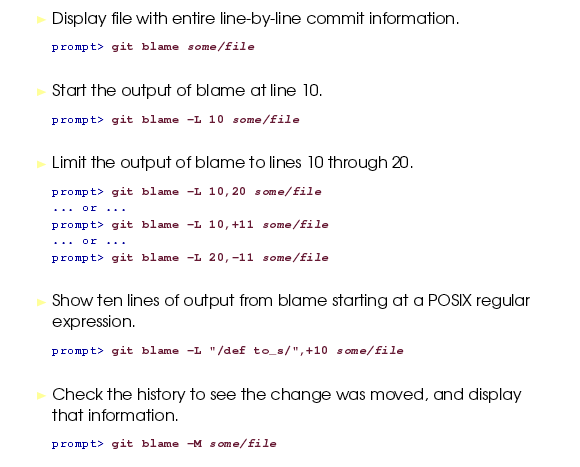 Display file with entire line-by-line commit information.
prompt> git blame some/file
Start the output of blame at line 10.
prompt> git blame -L 10 some/file
Limit the output of blame to lines 10 through 20.
prompt> git blame -L 10,20 some/file
... or ...
prompt> git blame -L 10,+11 some/file
... or ...
prompt> git blame -L 20,-11 some/file
Show ten lines of output from blame starting at a POSIX regular
expression.
prompt> git blame -L "/def to_s/",+10 some/file
Check the history to see the change was moved, and display
that information.
prompt> git blame -M some/file